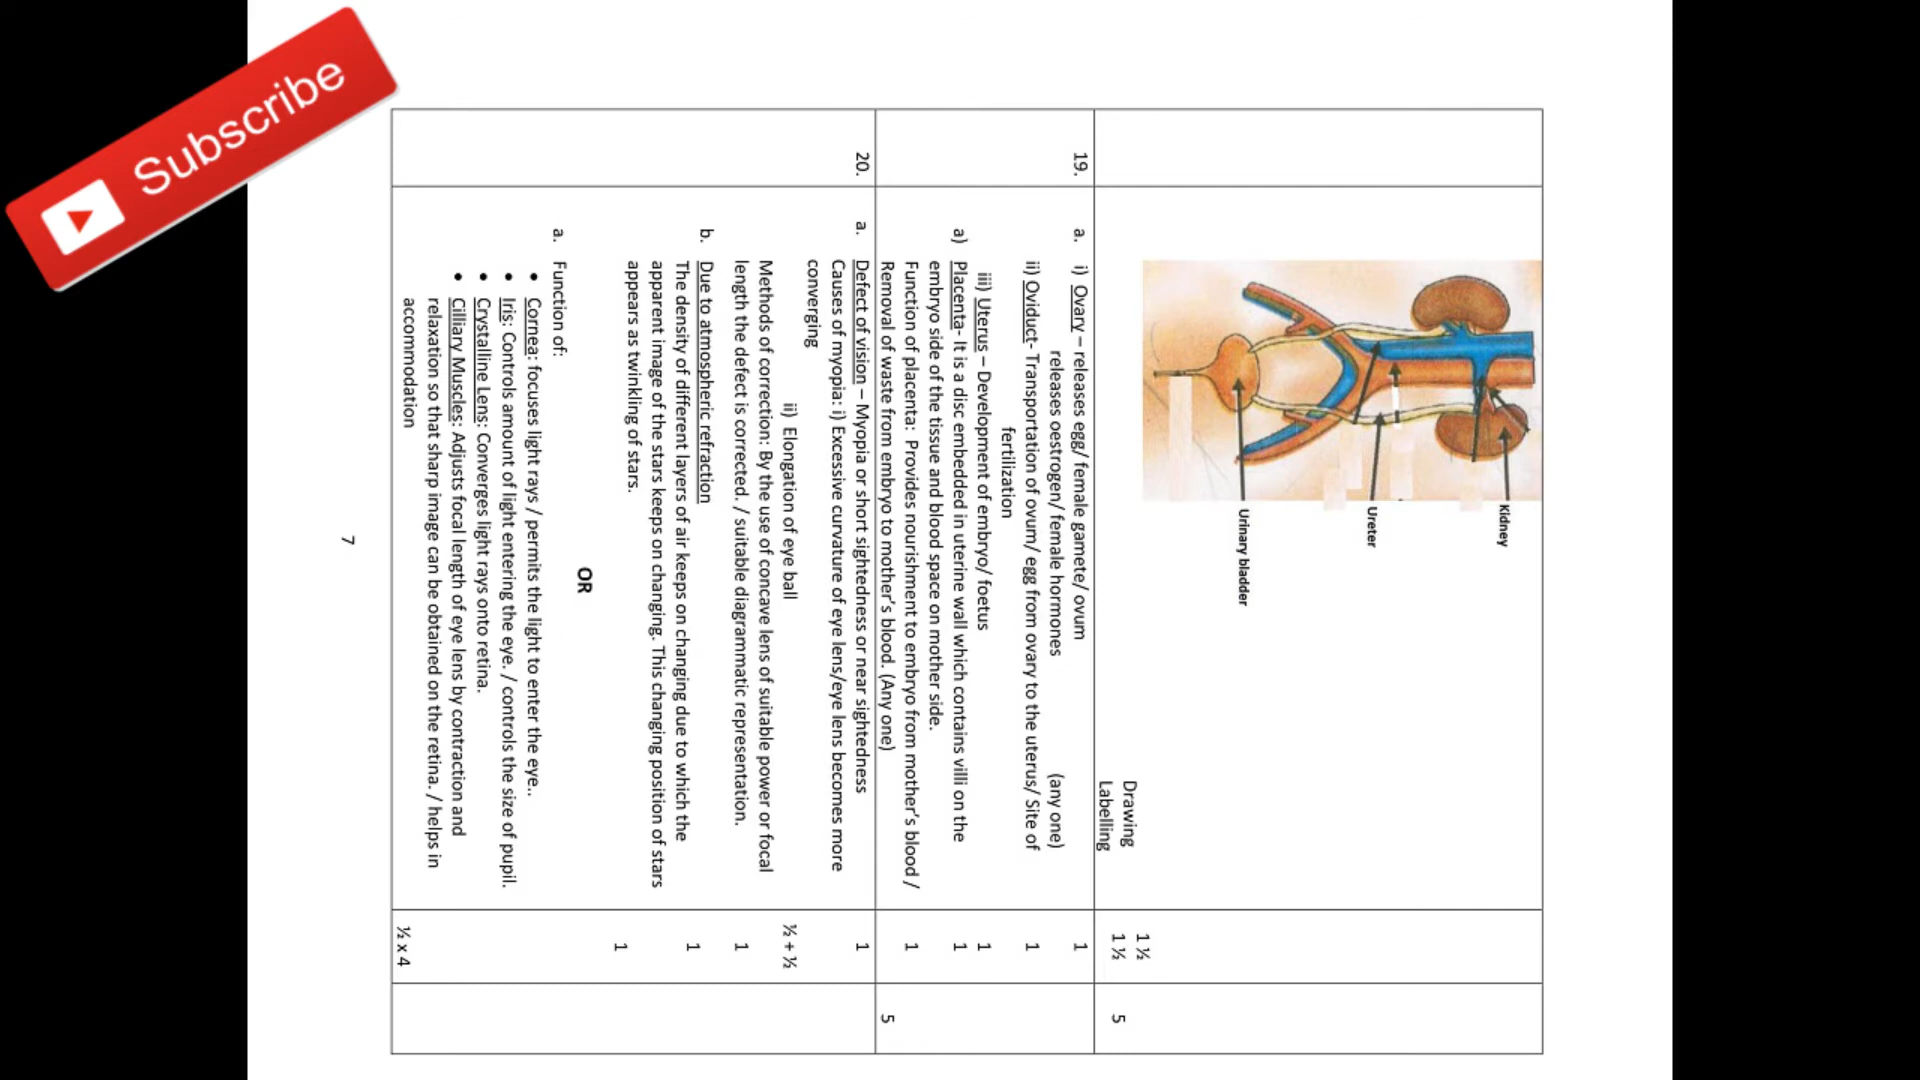 Subscribe
Kidney
Ureter
Urinary bladder
Drawing 1 ½
Labelling 1 ½ 5
19. a. i) Ovary – releases egg/ female gamete/ ovum 1
releases oestrogen/ female hormones (any one)
ii) Oviduct- Transportation of ovum/ egg from ovary to the uterus/ Site of 1
fertilization
iii) Uterus – Development of embryo/ foetus 1
a) Placenta- It is a disc embedded in uterine wall which contains villi on the 1
embryo side of the tissue and blood space on mother side.
Function of placenta: Provides nourishment to embryo from mother's blood / 1
Removal of waste from embryo to mother's blood. (Any one) 5
20. a. Defect of vision – Myopia or short sightedness or near sightedness 1
Causes of myopia: i) Excessive curvature of eye lens/eye lens becomes more
converging
ii) Elongation of eye ball ½ + ½
Methods of correction: By the use of concave lens of suitable power or focal
length the defect is corrected. / suitable diagrammatic representation. 1
b. Due to atmospheric refraction 1
The density of different layers of air keeps on changing due to which the
apparent image of the stars keeps on changing. This changing position of stars
appears as twinkling of stars. 1
OR
a. Function of:
• Cornea: focuses light rays / permits the light to enter the eye..
• Iris: Controls amount of light entering the eye. / controls the size of pupil.
• Crystalline Lens: Converges light rays onto retina.
• Cilliary Muscles: Adjusts focal length of eye lens by contraction and
relaxation so that sharp image can be obtained on the retina. / helps in
accommodation ½ x 4
7